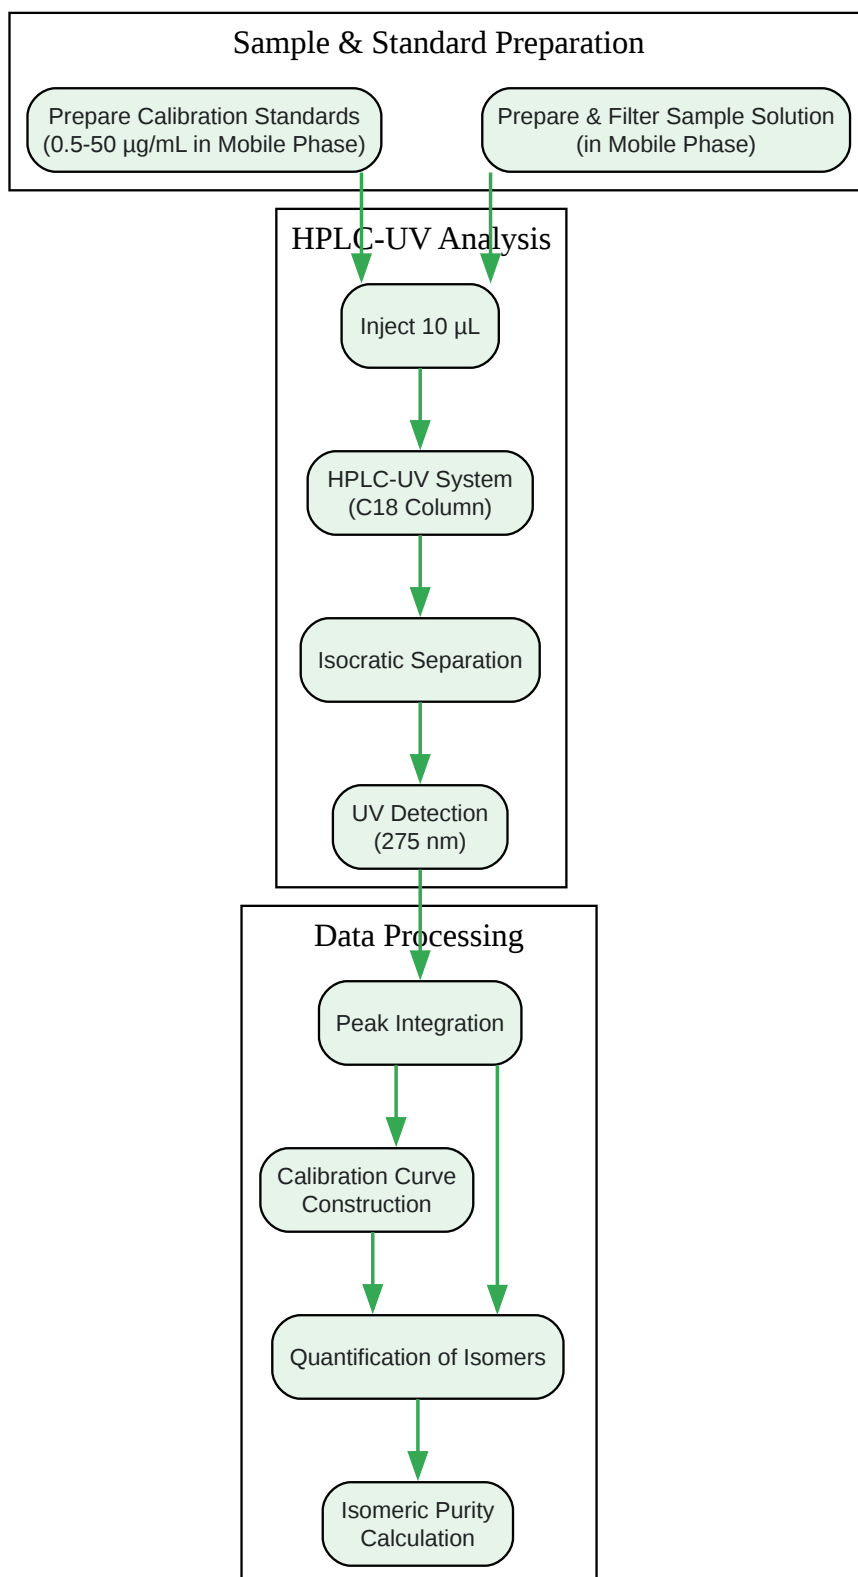 Sample & Standard Preparation
Prepare Calibration Standards
(0.5-50 µg/mL in Mobile Phase)
Prepare & Filter Sample Solution
(in Mobile Phase)
HPLC-UV Analysis
Inject 10 µL
HPLC-UV System
(C18 Column)
Isocratic Separation
UV Detection
(275 nm)
Data Processing
Peak Integration
Calibration Curve
Construction
Quantification of Isomers
Isomeric Purity
Calculation